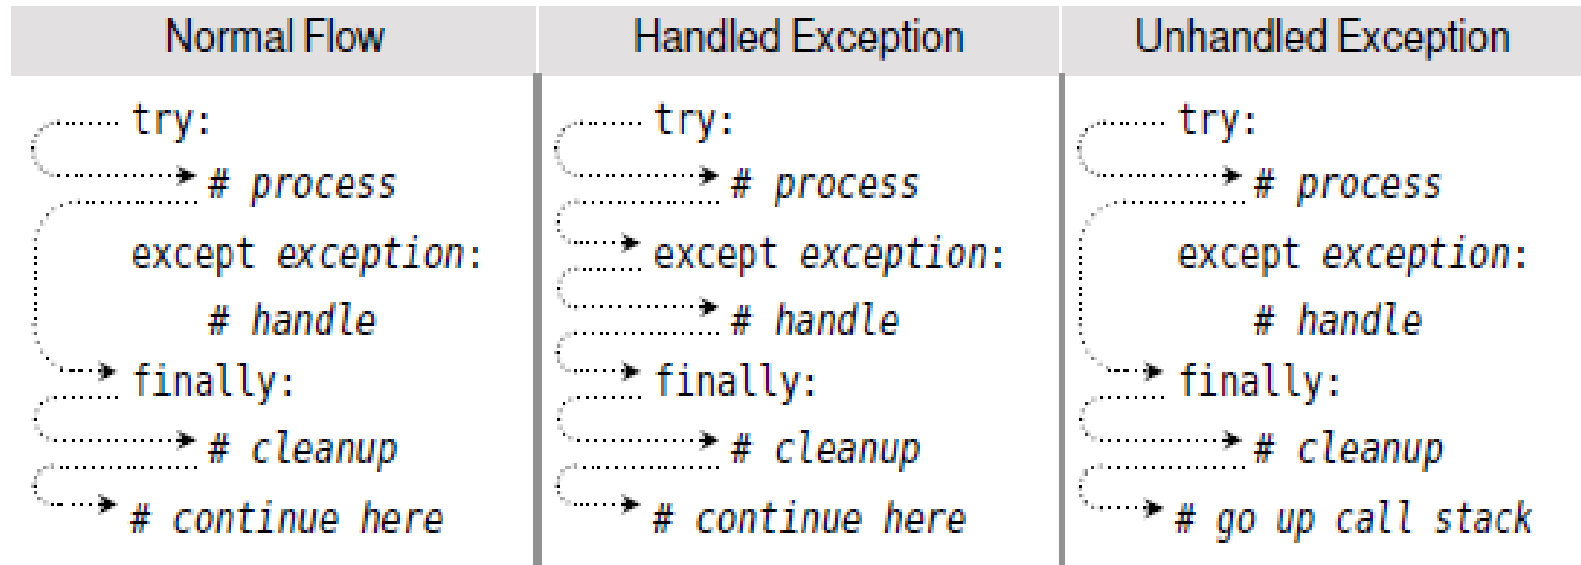 Normal Flow
try:
# process
except exception:
# handle
finally:
# cleanup
# continue here
Handled Exception
try:
# process
except exception:
# handle
finally:
# cleanup
# continue here
Unhandled Exception
try:
# process
except exception:
# handle
finally:
# cleanup
# go up call stack